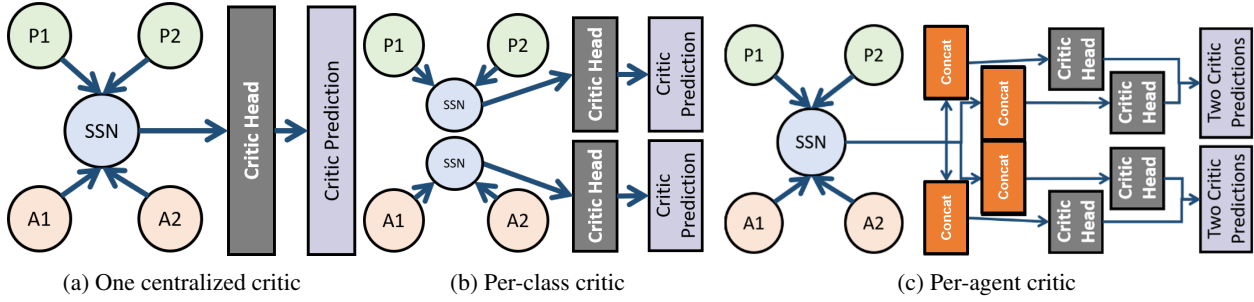 P1
P2
SSN
A1
A2
Critic Head
Critic Prediction
(a) One centralized critic
P1
P2
SSN
Critic Head
Critic
Prediction
SSN
A1
A2
Critic Head
Critic
Prediction
(b) Per-class critic
P1
P2
SSN
A1
A2
Concat
Concat
Concat
Concat
Critic
Head
Critic
Head
Critic
Head
Critic
Head
Two Critic
Predictions
Two Critic
Predictions
(c) Per-agent critic